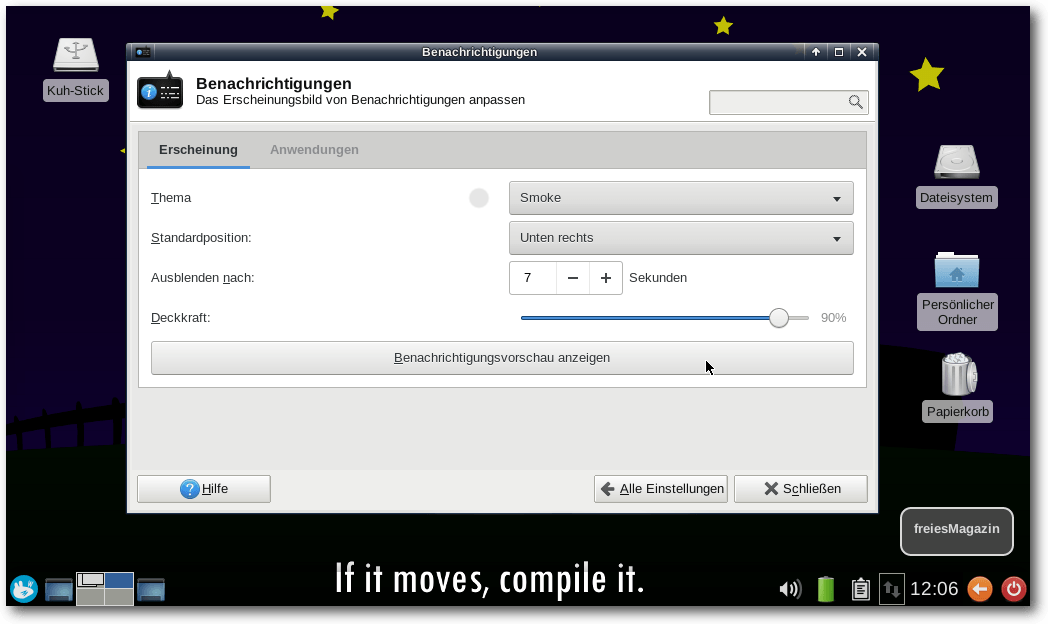 Benachrichtigungen
Kuh-Stick
Benachrichtigungen
Das Erscheinungsbild von Benachrichtigungen anpassen
Erscheinung Anwendungen
Thema Smoke
Standardposition: Unten rechts
Ausblenden nach: 7 Sekunden
Deckkraft: 90%
Benachrichtigungsvorschau anzeigen
Hilfe Alle Einstellungen Schließen
Dateisystem
Persönlicher
Ordner
Papierkorb
freiesMagazin
If it moves, compile it.
12:06